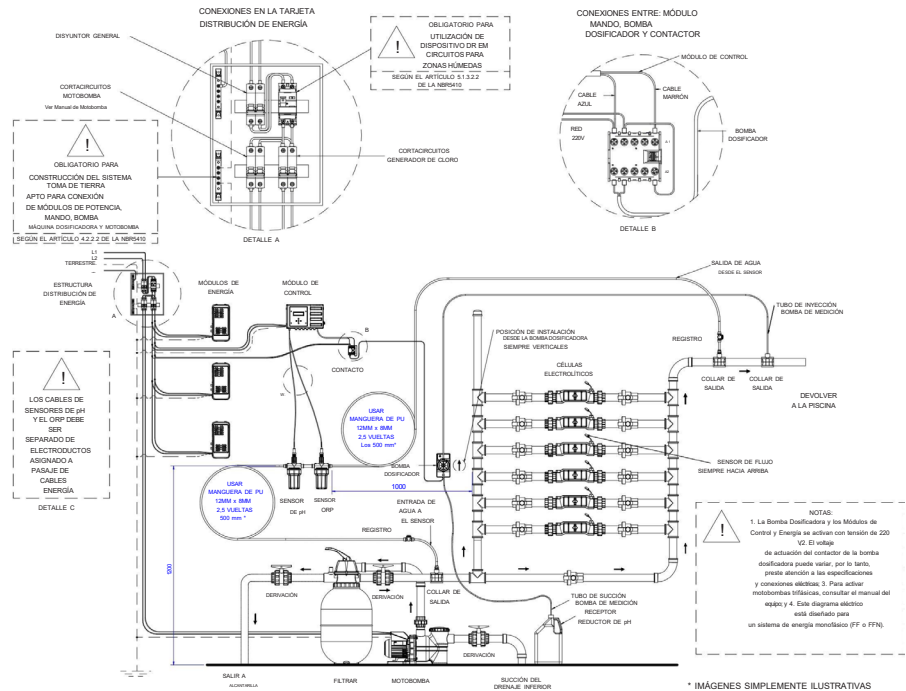 CONEXIONES EN LA TARJETA
DISTRIBUCIÓN DE ENERGÍA
DISYUNTOR GENERAL
CORTACIRCUITOS
MOTOBOMBA
Ver Manual de Motobomba
!
OBLIGATORIO PARA
UTILIZACIÓN DE
DISPOSITIVO DR EM
CIRCUITOS PARA
ZONAS HÚMEDAS
SEGÚN EL ARTÍCULO 5.1.3.2.2
DE LA NBR5410
CORTACIRCUITOS
GENERADOR DE CLORO
!
OBLIGATORIO PARA
CONSTRUCCIÓN DEL SISTEMA
TOMA DE TIERRA
APTO PARA CONEXIÓN
DE MÓDULOS DE POTENCIA,
MANDO, BOMBA
MÁQUINA DOSIFICADORA Y MOTOBOMBA
SEGÚN EL ARTÍCULO 4.2.2.2 DE LA NBR5410
DETALLE A
CONEXIONES ENTRE: MÓDULO
MANDO, BOMBA
DOSIFICADOR Y CONTACTOR
MÓDULO DE CONTROL
CABLE
AZUL
CABLE
MARRÓN
RED
220V
A1
A2
BOMBA
DOSIFICADOR
DETALLE B
L1
L2
TERRESTRE.
ESTRUCTURA
DISTRIBUCIÓN DE
ENERGÍA
A
MÓDULOS DE
ENERGÍA
MÓDULO DE
CONTROL
B
CONTACTO
POSICIÓN DE INSTALACIÓN
DESDE LA BOMBA DOSIFICADORA
SIEMPRE VERTICALES
SALIDA DE AGUA
DESDE EL SENSOR
TUBO DE INYECCIÓN
BOMBA DE MEDICIÓN
REGISTRO
COLLAR DE
SALIDA
COLLAR DE
SALIDA
DEVOLVER
A LA PISCINA
CÉLULAS
ELECTROLÍTICOS
!
LOS CABLES DE
SENSORES DE pH
Y EL ORP DEBE
SER
SEPARADO DE
ELECTRODUCTOS
ASIGNADO A
PASAJE DE
CABLES
ENERGÍA
DETALLE C
USAR
MANGUERA DE PU
12MM x 8MM
2,5 VUELTAS
Los 500 mm*
USAR
MANGUERA DE PU
12MM x 8MM
2,5 VUELTAS
500 mm *
SENSOR
DE pH
SENSOR
ORP
BOMBA
DOSIFICADOR
1000
ENTRADA DE
AGUA A
EL SENSOR
REGISTRO
SENSOR DE FLUJO
SIEMPRE HACIA ARRIBA
1200
DERIVACIÓN
DERIVACIÓN
COLLAR DE
SALIDA
TUBO DE SUCCIÓN
BOMBA DE MEDICIÓN
RECEPTOR
REDUCTOR DE pH
DERIVACIÓN
SALIR A
ALCANTARILLA
FILTRAR
MOTOBOMBA
SUCCIÓN DEL
DRENAJE INFERIOR
!
NOTAS:
1. La Bomba Dosificadora y los Módulos de
Control y Energía se activan con tensión de 220
V2. El voltaje
de actuación del contactor de la bomba
dosificadora puede variar, por lo tanto,
preste atención a las especificaciones
y conexiones eléctricas; 3. Para activar
motobombas trifásicas, consultar el manual del
equipo; y 4. Este diagrama eléctrico
está diseñado para
un sistema de energía monofásico (FF o FFN).
* IMÁGENES SIMPLEMENTE ILUSTRATIVAS